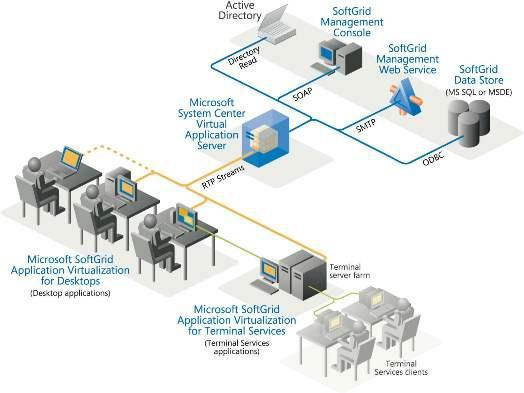 Active
Directory
SoftGrid
Management
Console
SoftGrid
Management
Web Service
SoftGrid
Data Store
(MS SQL or MSDE)
Directory
Read
SOAP
SMTP
ODBC
Microsoft
System Center
Virtual
Application
Server
RTP Streams
Microsoft SoftGrid
Application Virtualization
for Desktops
(Desktop applications)
Terminal
server farm
Microsoft SoftGrid
Application Virtualization
for Terminal Services
(Terminal Services
applications)
Terminal
Services clients